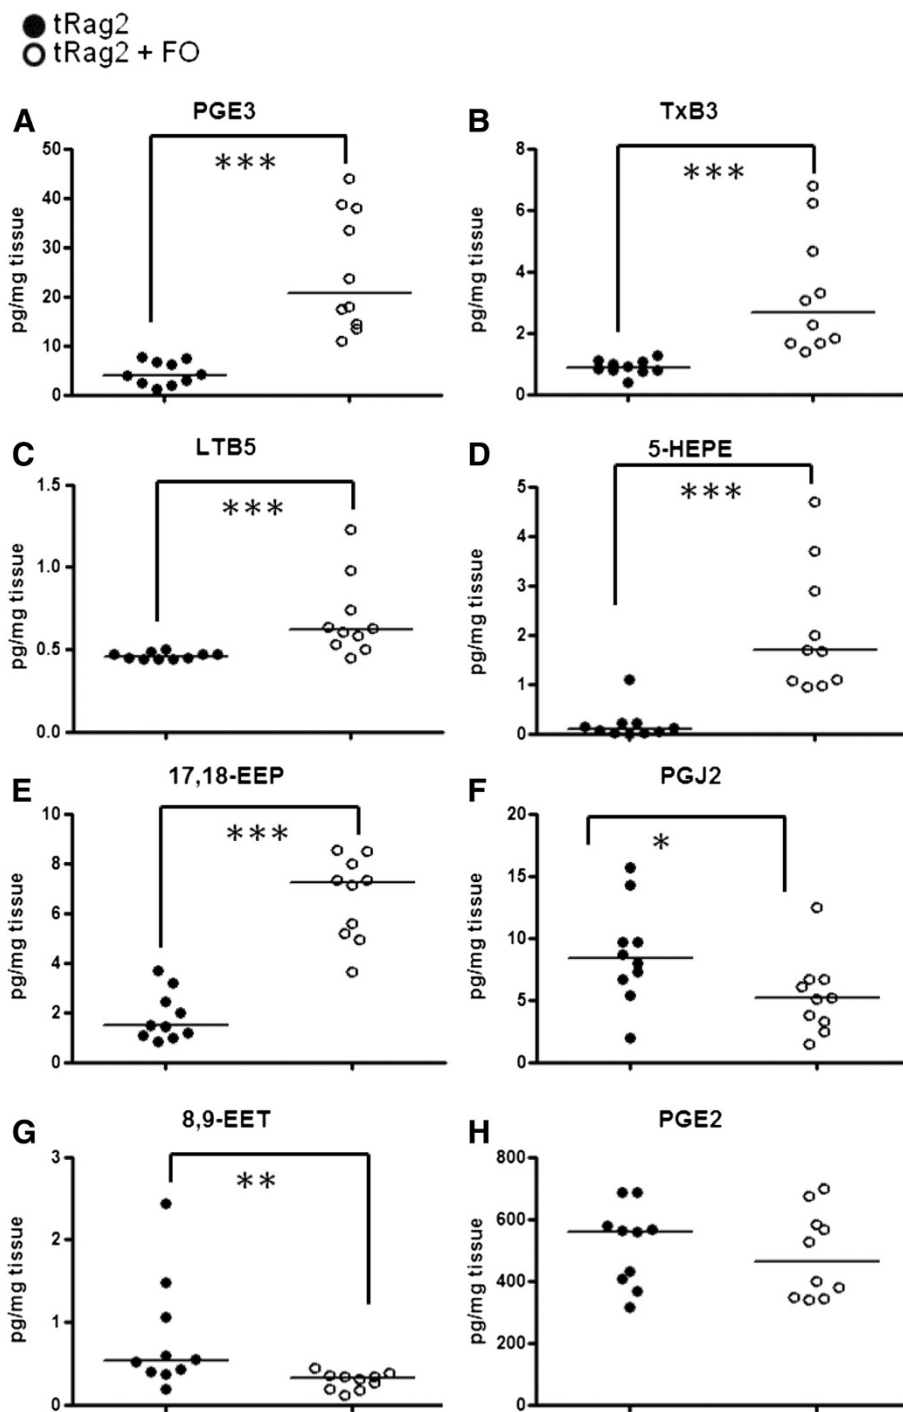 tRag2
tRag2 + FO
A
PGE3
pg/mg tissue
50
40
30
20
10
0
***
B
TxB3
pg/mg tissue
8
6
4
2
0
***
C
LTB5
pg/mg tissue
1.5
1.0
0.5
0.0
***
D
5-HEPE
pg/mg tissue
5
4
3
2
1
0
***
E
17,18-EEP
pg/mg tissue
10
8
6
4
2
0
***
F
PGJ2
pg/mg tissue
20
15
10
5
0
*
G
8,9-EET
pg/mg tissue
3
2
1
0
**
H
PGE2
pg/mg tissue
800
600
400
200
0